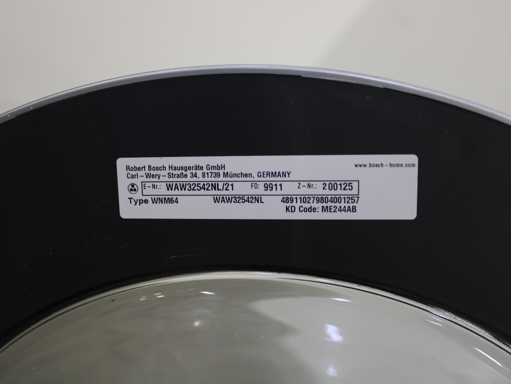 Robert Bosch Hausgeräte GmbH
www.bosch-home.com
Carl-Wery-Straße 34, 81739 München, GERMANY
E-Nr.: WAW32542NL/21 FD: 9911 Z-Nr.: 200125
Type WNM64 WAW32542NL 489110279804001257
KD Code: ME244AB